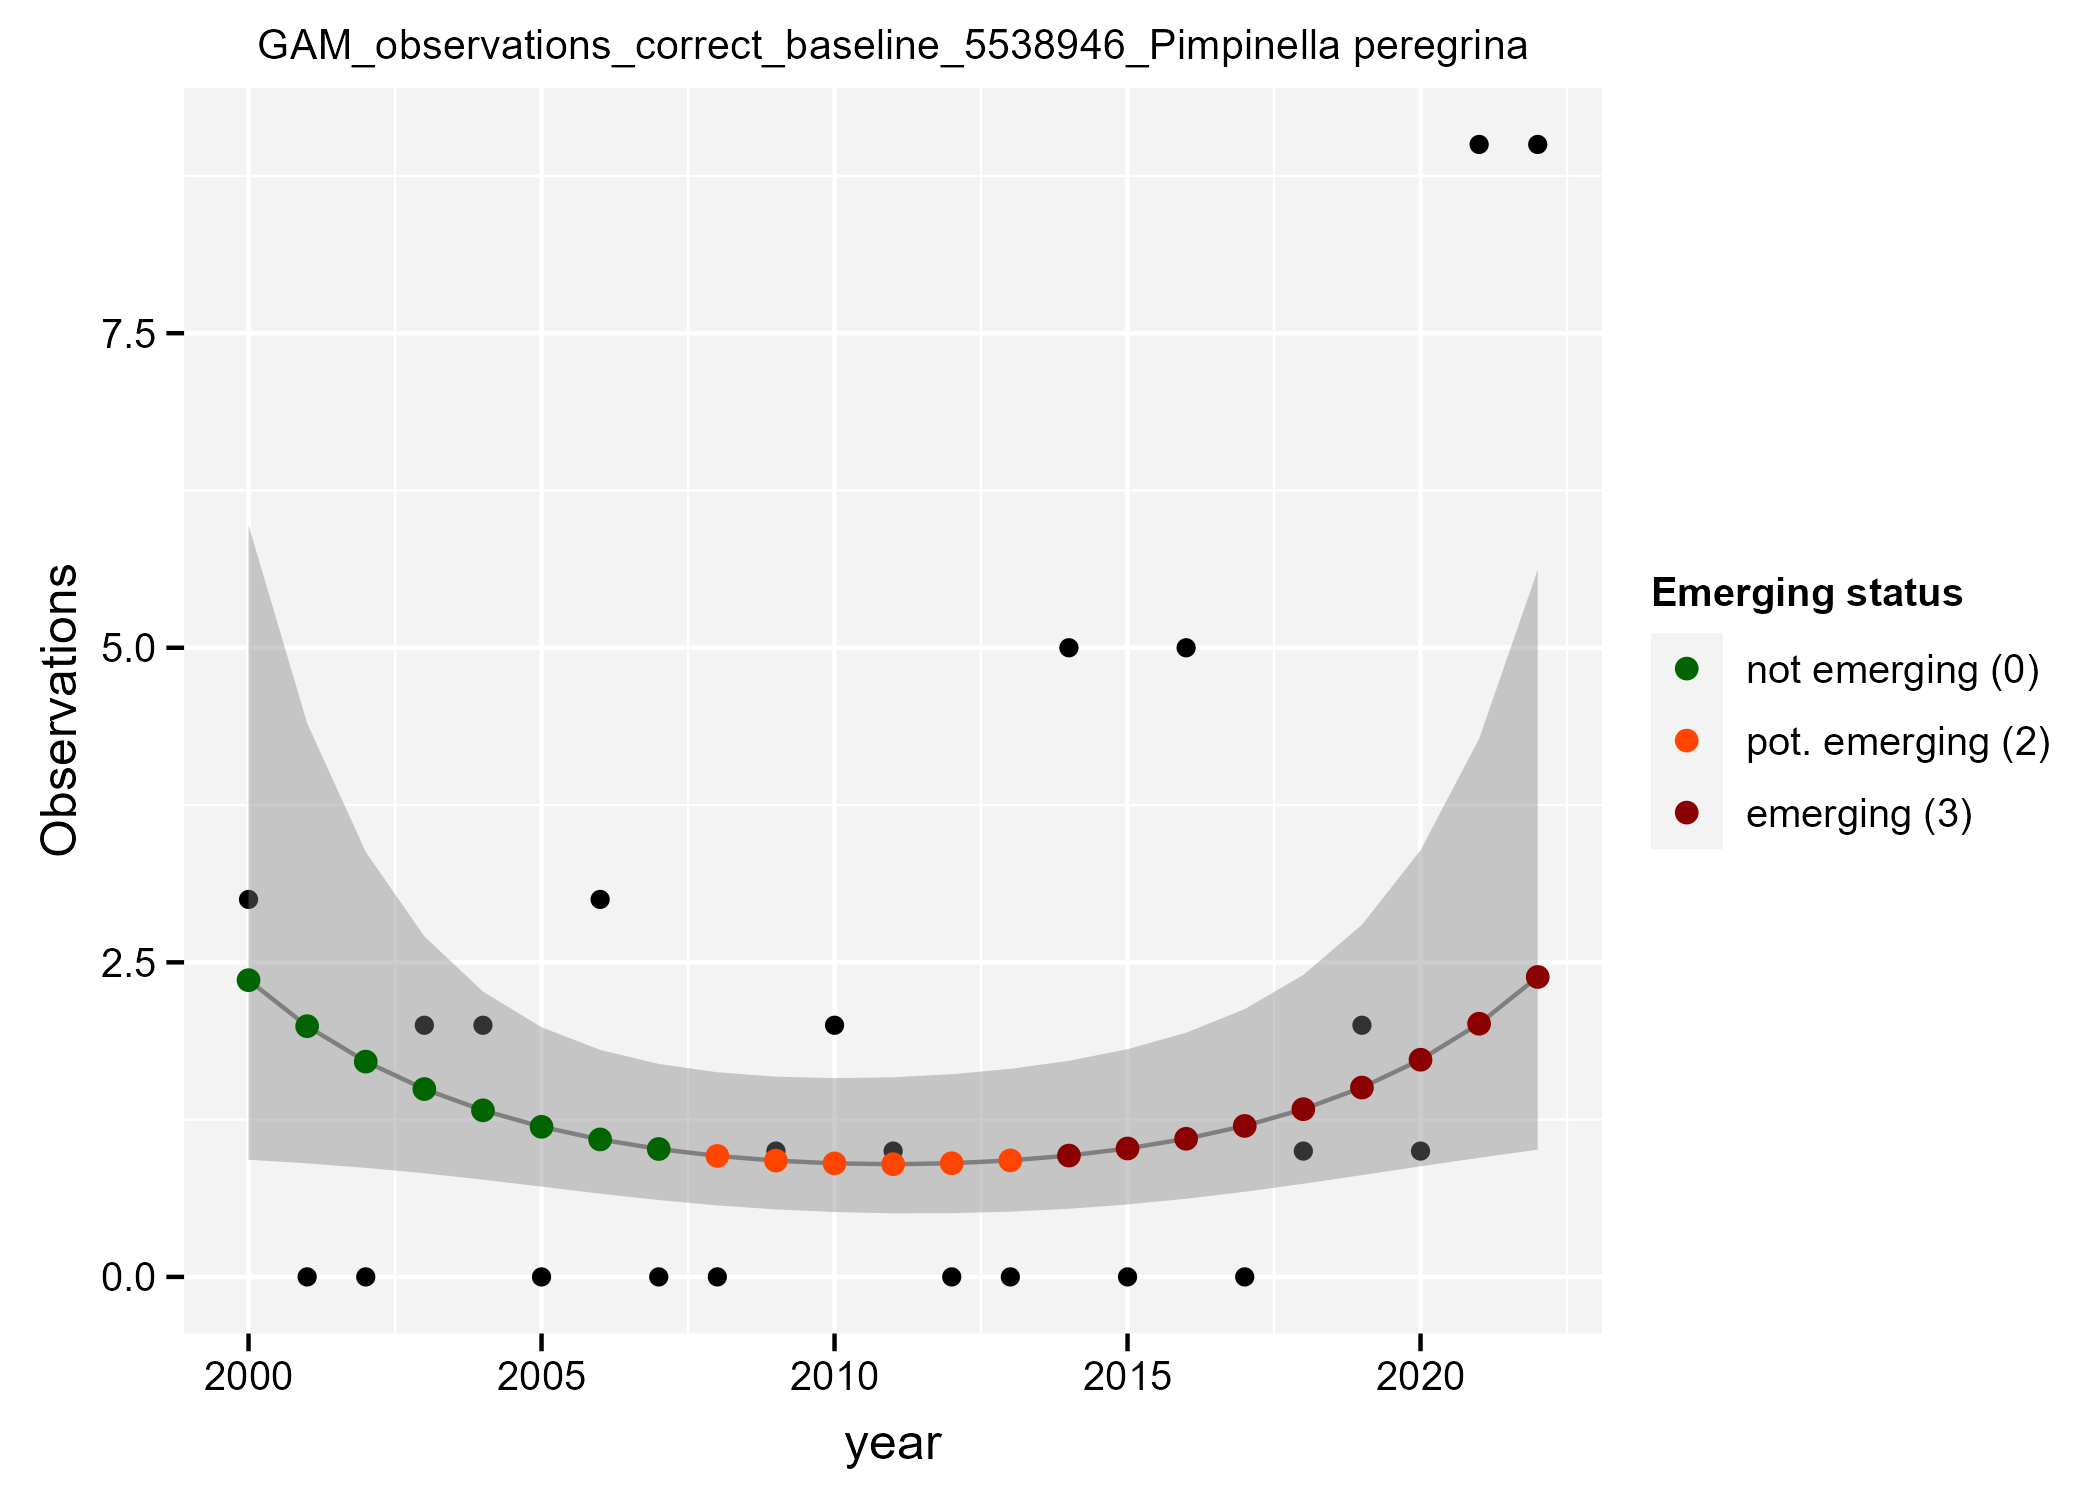 GAM_observations_correct_baseline_5538946_Pimpinella peregrina
Observations
7.5
5.0
2.5
0.0
2000 2005 2010 2015 2020
year
Emerging status
not emerging (0)
pot. emerging (2)
emerging (3)